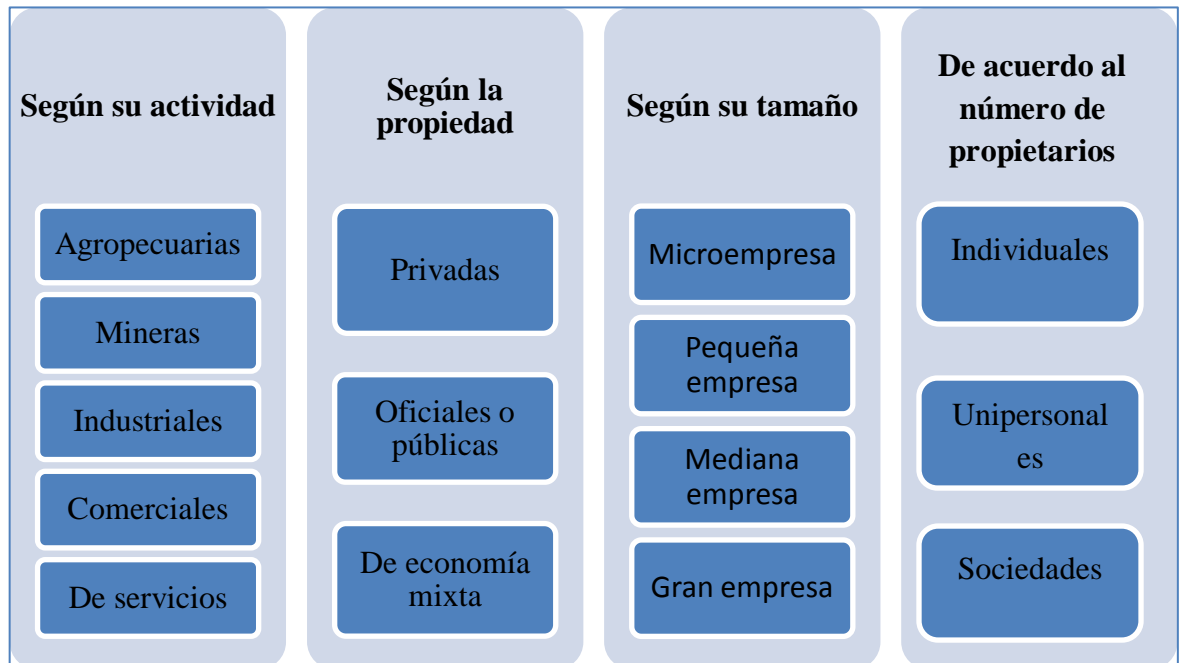 Según su actividad
Agropecuarias
Mineras
Industriales
Comerciales
De servicios
Según la
propiedad
Privadas
Oficiales o
públicas
De economía
mixta
Según su tamaño
Microempresa
Pequeña
empresa
Mediana
empresa
Gran empresa
De acuerdo al
número de
propietarios
Individuales
Unipersonal
es
Sociedades